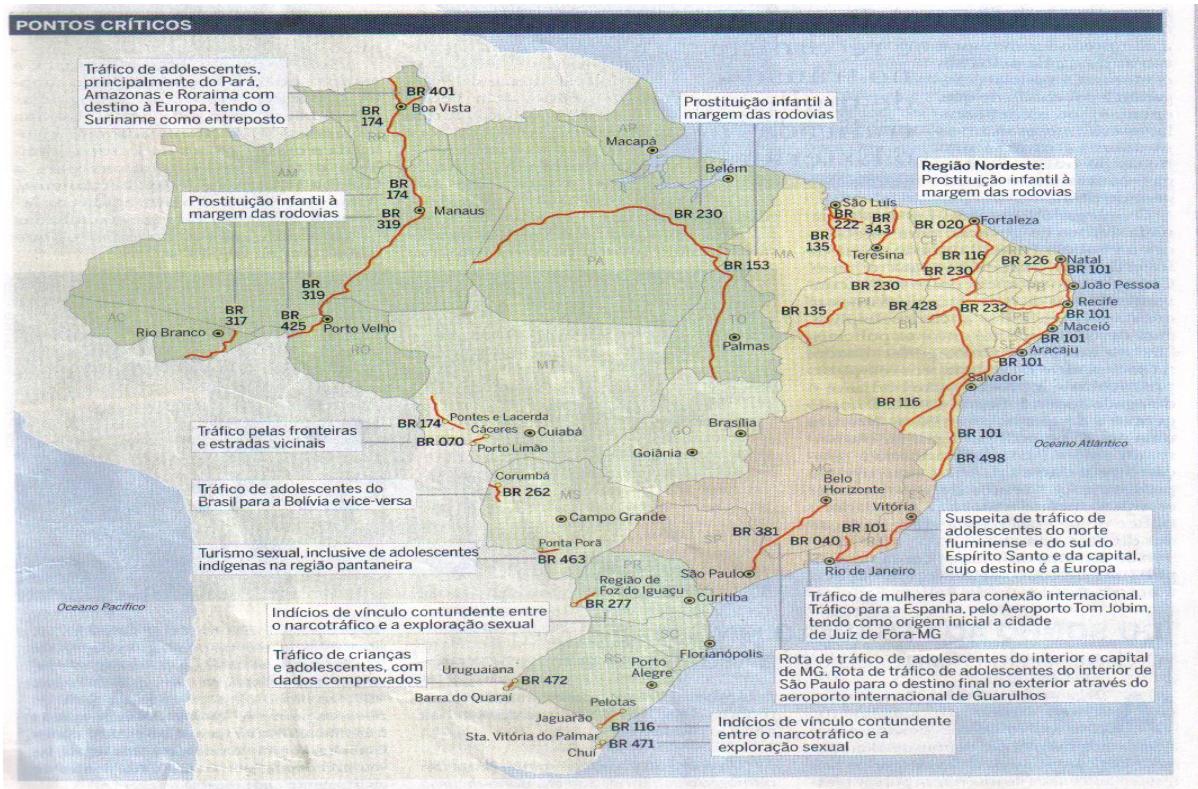 PONTOS CRÍTICOS
Tráfico de adolescentes,
principalmente do Pará,
Amazonas e Roraima com
destino à Europa, tendo o
Suriname como entreposto
BR 401
Boa Vista
BR
174
RR
AP
Macapá
Prostituição infantil à
margem das rodovias
Belém
Região Nordeste:
Prostituição infantil à
margem das rodovias
AM
Prostituição infantil à
margem das rodovias
BR
174
BR
319
Manaus
BR 230
São Luís
BR
222
BR
343
BR
135
Teresina
BR 020
Fortaleza
CE
BR 116
BR 230
RN
BR 226
Natal
BR 101
PA
MA
BR 153
BR 230
PB
João Pessoa
BR
319
BR
317
BR
425
AC
Rio Branco
Porto Velho
RO
BR 135
PI
BR 428
BR 232
Recife
PE
BR 101
AL
Maceió
BR 101
SE
Aracaju
BR 101
BH
TO
Palmas
MT
Salvador
BR 116
BR 101
BR 498
Oceano Atlântico
Tráfico pelas fronteiras
e estradas vicinais
BR 174
Pontes e Lacerda
Cáceres
BR 070
Porto Limão
Cuiabá
GO
Brasília
Goiânia
MG
Tráfico de adolescentes do
Brasil para a Bolívia e vice-versa
Corumbá
BR 262
MS
Campo Grande
Belo
Horizonte
ES
Vitória
BR 381
BR 101
BR 040
SP
RJ
São Paulo
Rio de Janeiro
Suspeita de tráfico de
adolescentes do norte
fluminense e do sul do
Espírito Santo e da capital,
cujo destino é a Europa
Turismo sexual, inclusive de adolescentes
indígenas na região pantaneira
Ponta Porã
BR 463
PR
Região de
Foz do Iguaçu
BR 277
Curitiba
Oceano Pacífico
Indícios de vínculo contundente entre
o narcotráfico e a exploração sexual
Tráfico de mulheres para conexão internacional.
Tráfico para a Espanha, pelo Aeroporto Tom Jobim,
tendo como origem inicial a cidade
de Juiz de Fora-MG
SC
Florianópolis
Tráfico de crianças
e adolescentes, com
dados comprovados
Uruguaiana
BR 472
Barra do Quaraí
RS
Porto
Alegre
Rota de tráfico de adolescentes do interior e capital
de MG. Rota de tráfico de adolescentes do interior de
São Paulo para o destino final no exterior através do
aeroporto internacional de Guarulhos
Pelotas
Jaguarão
BR 116
Sta. Vitória do Palmar
BR 471
Chuí
Indícios de vínculo contundente
entre o narcotráfico e a
exploração sexual